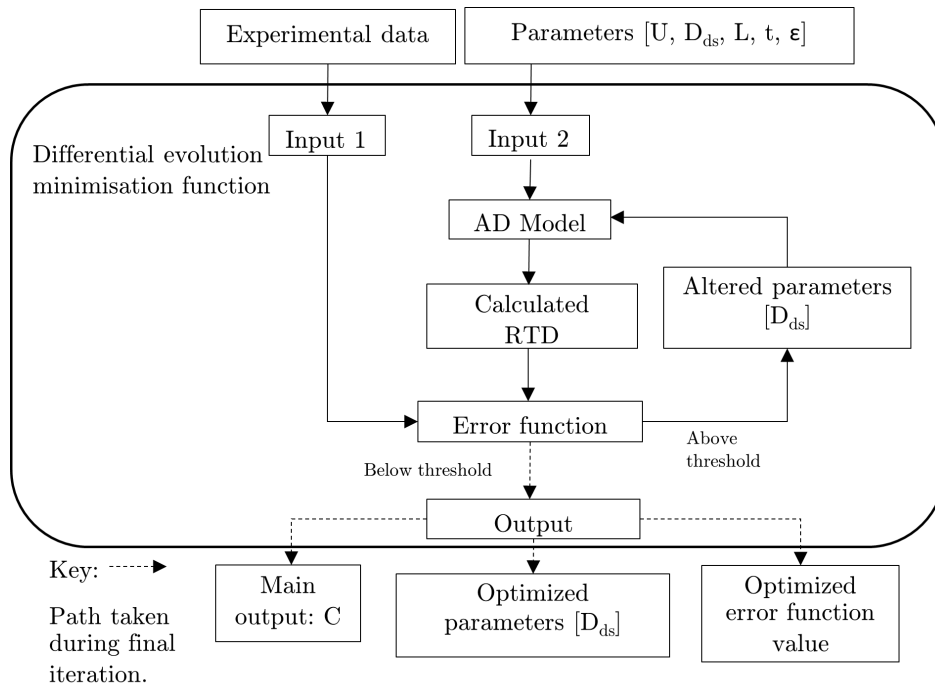 Experimental data
Parameters [U, D_ds, L, t, ε]
Input 1
Input 2
Differential evolution
minimisation function
AD Model
Altered parameters
[D_ds]
Calculated
RTD
Error function
Above
threshold
Below threshold
Output
Key:
Path taken
during final
iteration.
Main
output: C
Optimized
parameters [D_ds]
Optimized
error function
value